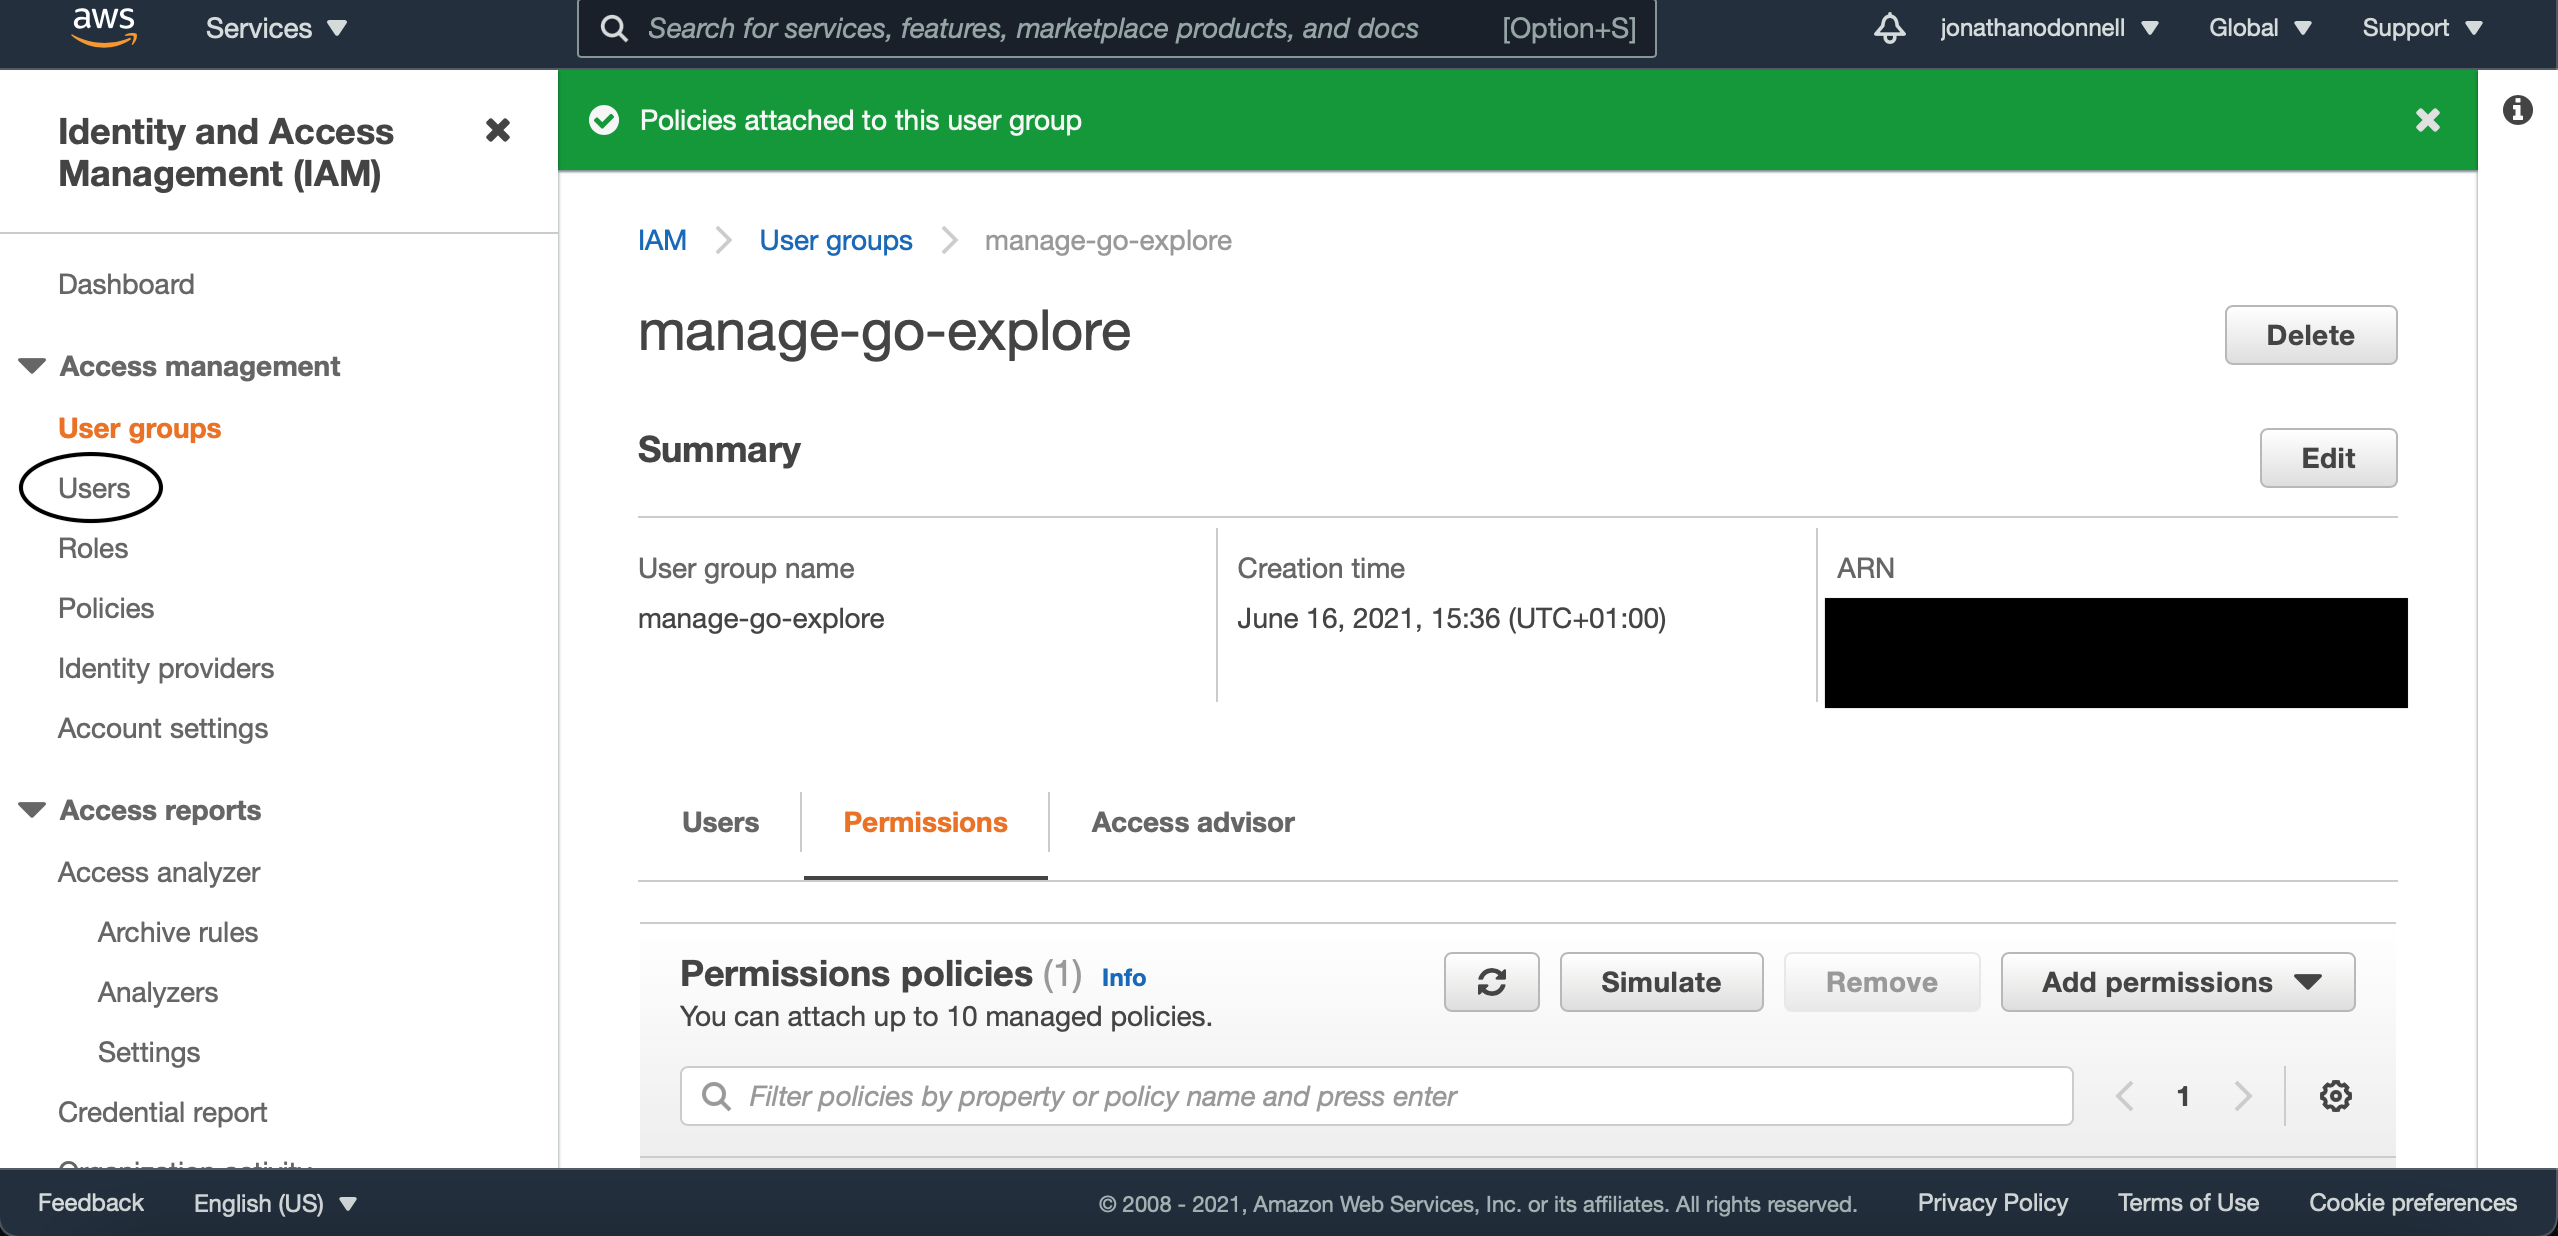 aws
Services
Search for services, features, marketplace products, and docs
[Option+S]
jonathanodonnell
Global
Support
Identity and Access
Management (IAM)
Dashboard
Access management
User groups
Users
Roles
Policies
Identity providers
Account settings
Access reports
Access analyzer
Archive rules
Analyzers
Settings
Credential report
Organization activity
Policies attached to this user group
IAM
User groups
manage-go-explore
manage-go-explore
Delete
Summary
Edit
User group name
manage-go-explore
Creation time
June 16, 2021, 15:36 (UTC+01:00)
ARN
Users
Permissions
Access advisor
Permissions policies (1) Info
You can attach up to 10 managed policies.
Simulate
Remove
Add permissions
Filter policies by property or policy name and press enter
1
Feedback
English (US)
© 2008 - 2021, Amazon Web Services, Inc. or its affiliates. All rights reserved.
Privacy Policy
Terms of Use
Cookie preferences